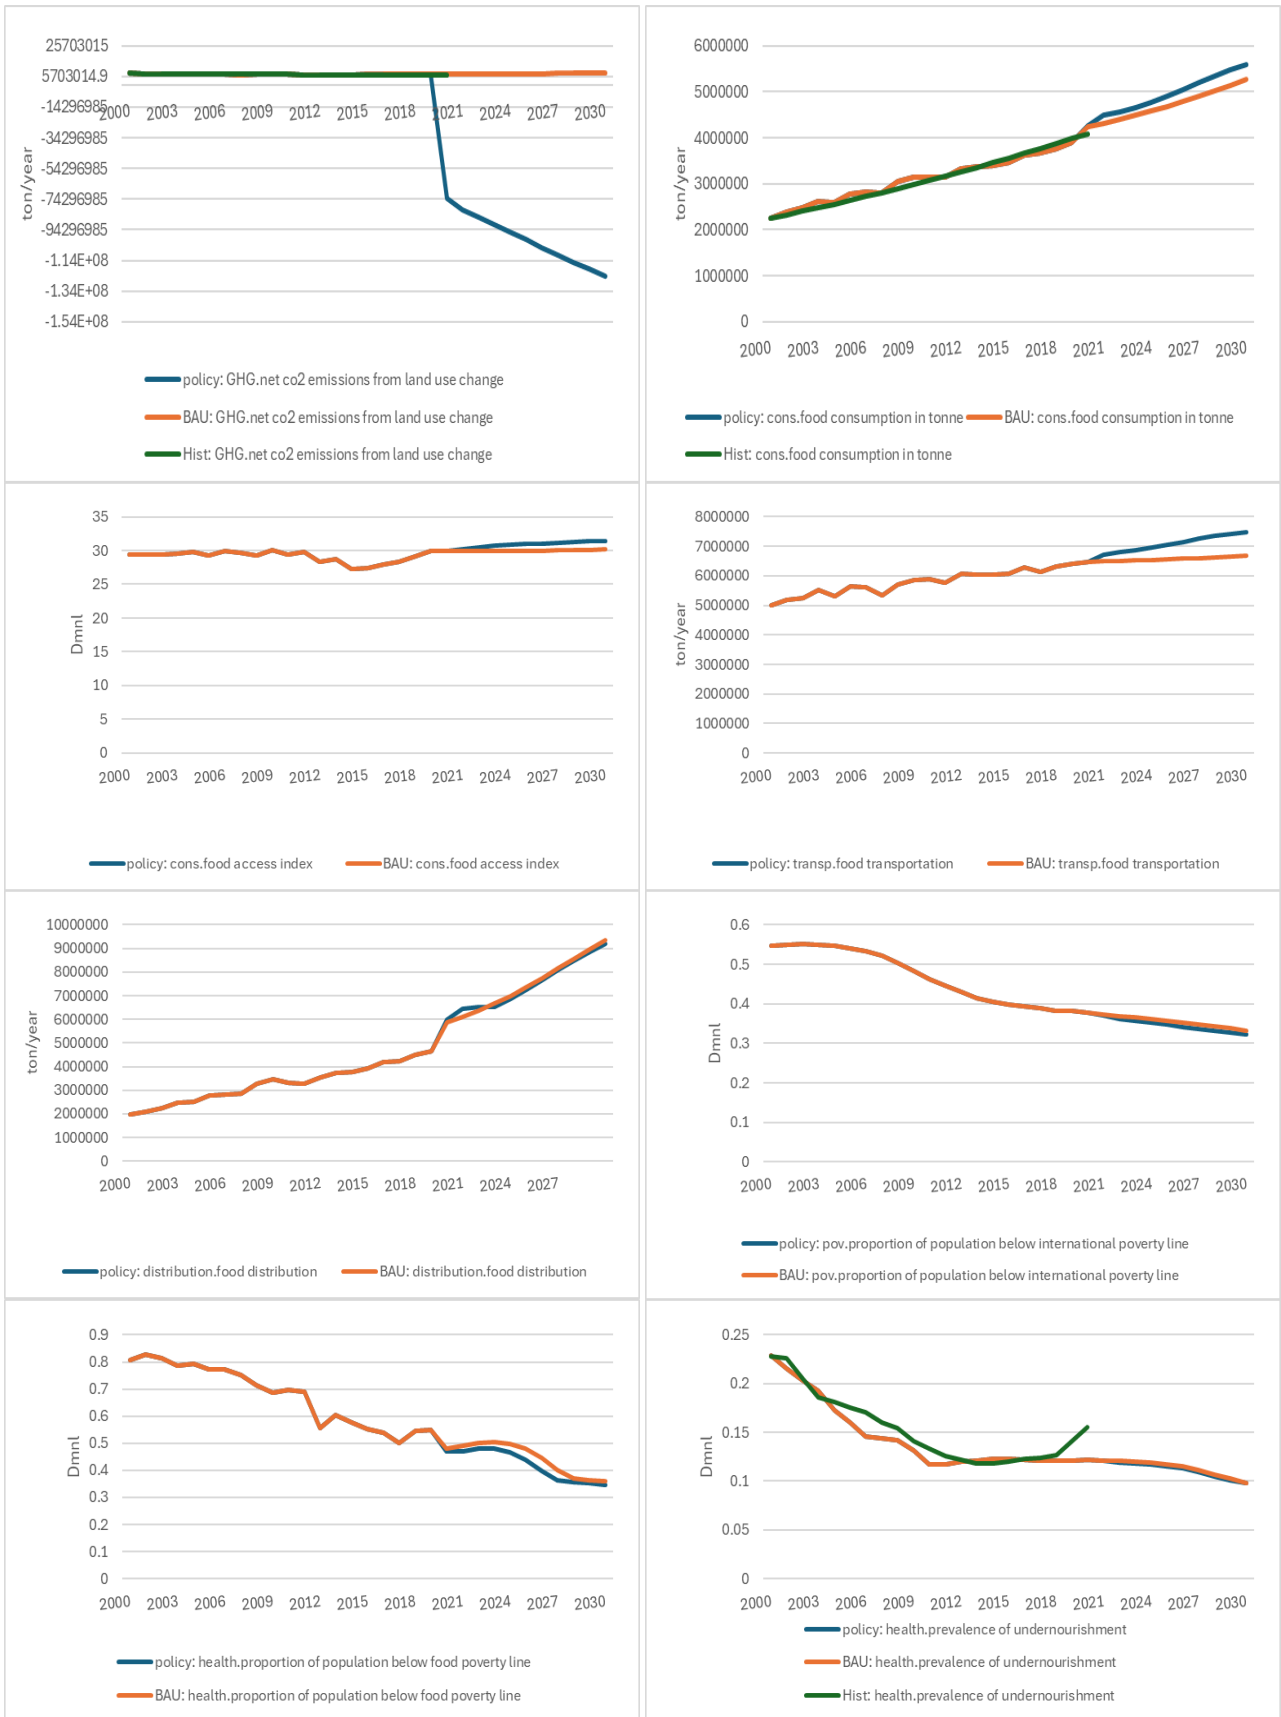 25703015
5703014.9
-14296985
-34296985
-54296985
-74296985
-94296985
-1.14E+08
-1.34E+08
-1.54E+08
ton/year
2000 2003 2006 2009 2012 2015 2018 2021 2024 2027 2030
policy: GHG.net co2 emissions from land use change
BAU: GHG.net co2 emissions from land use change
Hist: GHG.net co2 emissions from land use change
6000000
5000000
4000000
3000000
2000000
1000000
0
ton/year
2000 2003 2006 2009 2012 2015 2018 2021 2024 2027 2030
policy: cons.food consumption in tonne BAU: cons.food consumption in tonne
Hist: cons.food consumption in tonne
35
30
25
20
15
10
5
0
Dmnl
2000 2003 2006 2009 2012 2015 2018 2021 2024 2027 2030
policy: cons.food access index BAU: cons.food access index
8000000
7000000
6000000
5000000
4000000
3000000
2000000
1000000
0
ton/year
2000 2003 2006 2009 2012 2015 2018 2021 2024 2027 2030
policy: transp.food transportation BAU: transp.food transportation
10000000
9000000
8000000
7000000
6000000
5000000
4000000
3000000
2000000
1000000
0
ton/year
2000 2003 2006 2009 2012 2015 2018 2021 2024 2027
policy: distribution.food distribution BAU: distribution.food distribution
0.6
0.5
0.4
0.3
0.2
0.1
0
Dmnl
2000 2003 2006 2009 2012 2015 2018 2021 2024 2027 2030
policy: pov.proportion of population below international poverty line
BAU: pov.proportion of population below international poverty line
0.9
0.8
0.7
0.6
0.5
0.4
0.3
0.2
0.1
0
Dmnl
2000 2003 2006 2009 2012 2015 2018 2021 2024 2027 2030
policy: health.proportion of population below food poverty line
BAU: health.proportion of population below food poverty line
0.25
0.2
0.15
0.1
0.05
0
Dmnl
2000 2003 2006 2009 2012 2015 2018 2021 2024 2027 2030
policy: health.prevalence of undernourishment
BAU: health.prevalence of undernourishment
Hist: health.prevalence of undernourishment